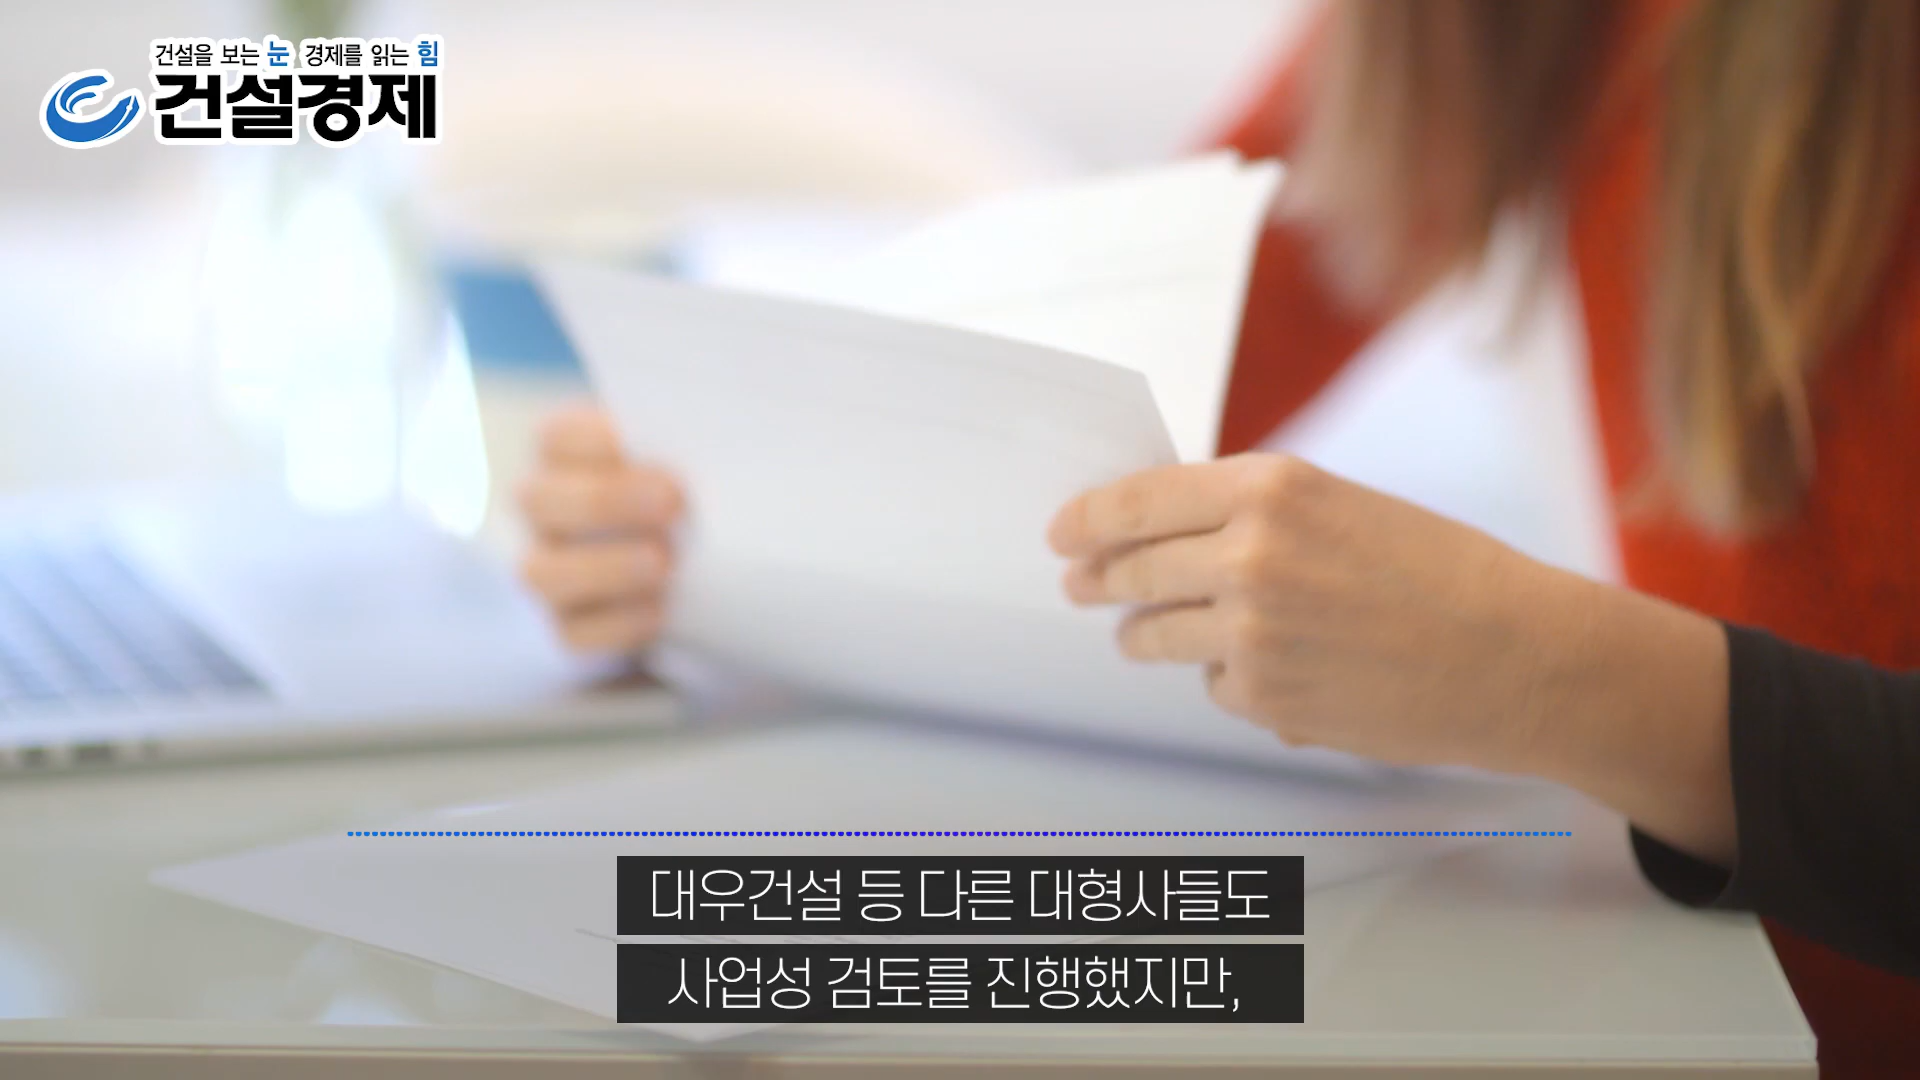 건설을 보는 눈 경제를 읽는 힘
건설경제
대우건설 등 다른 대형사들도
사업성 검토를 진행했지만,